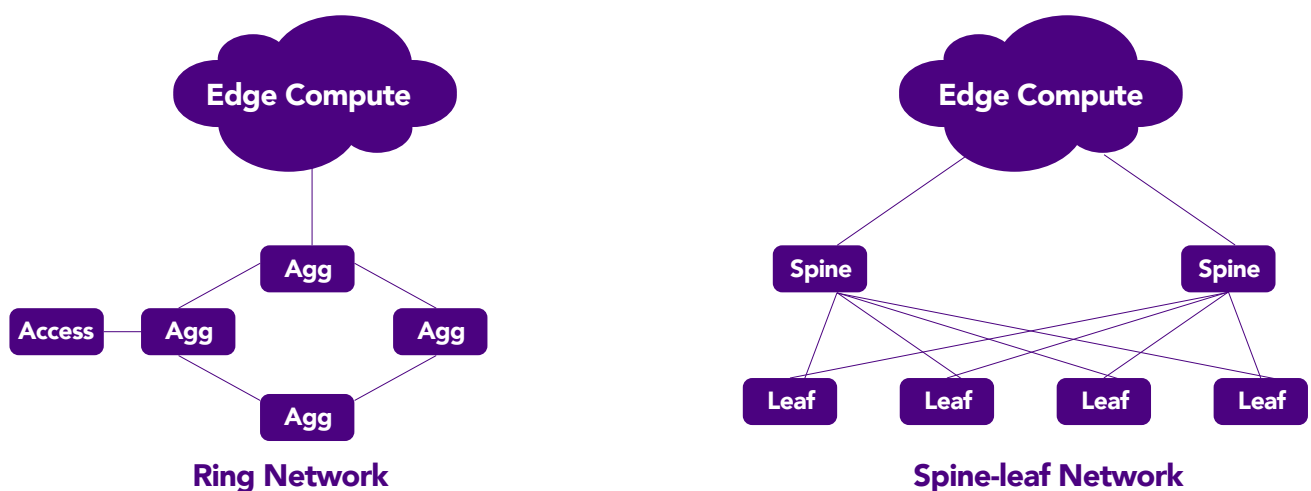 Edge Compute
Agg
Access
Agg
Agg
Agg
Ring Network
Edge Compute
Spine
Spine
Leaf
Leaf
Leaf
Leaf
Spine-leaf Network